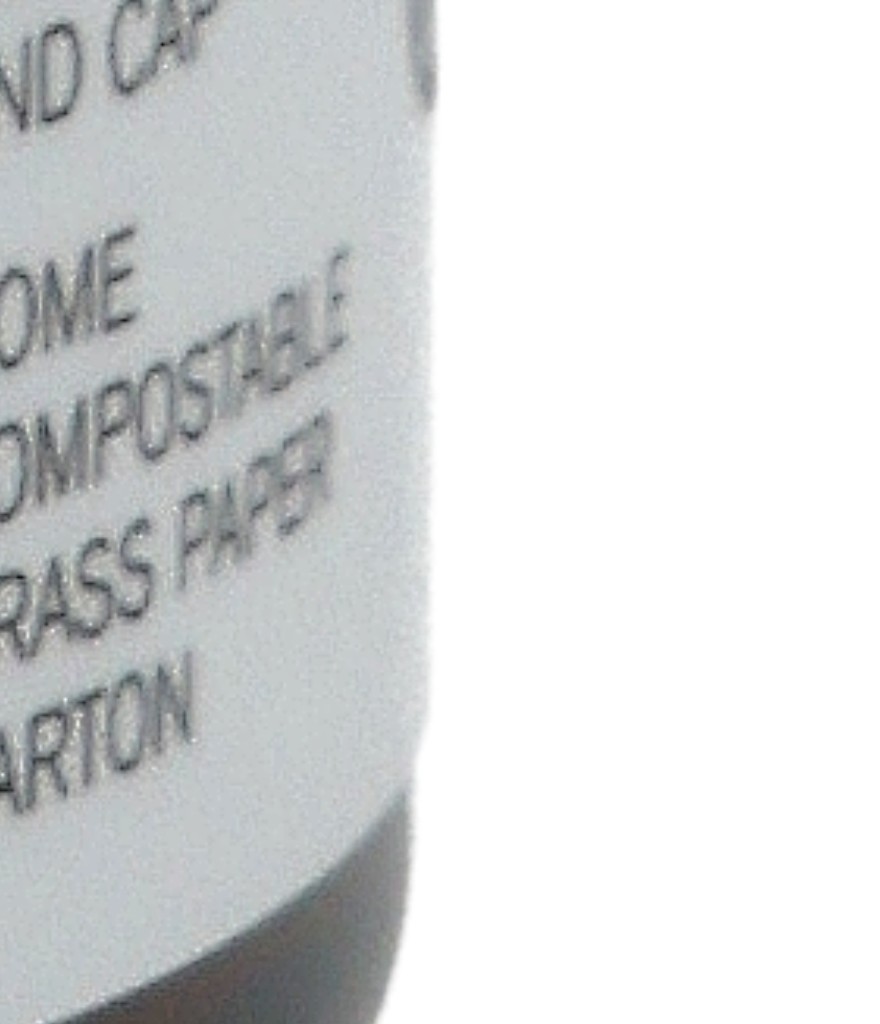 ND CAP
OME
OMPOSTABLE
RASS PAPER
ARTON